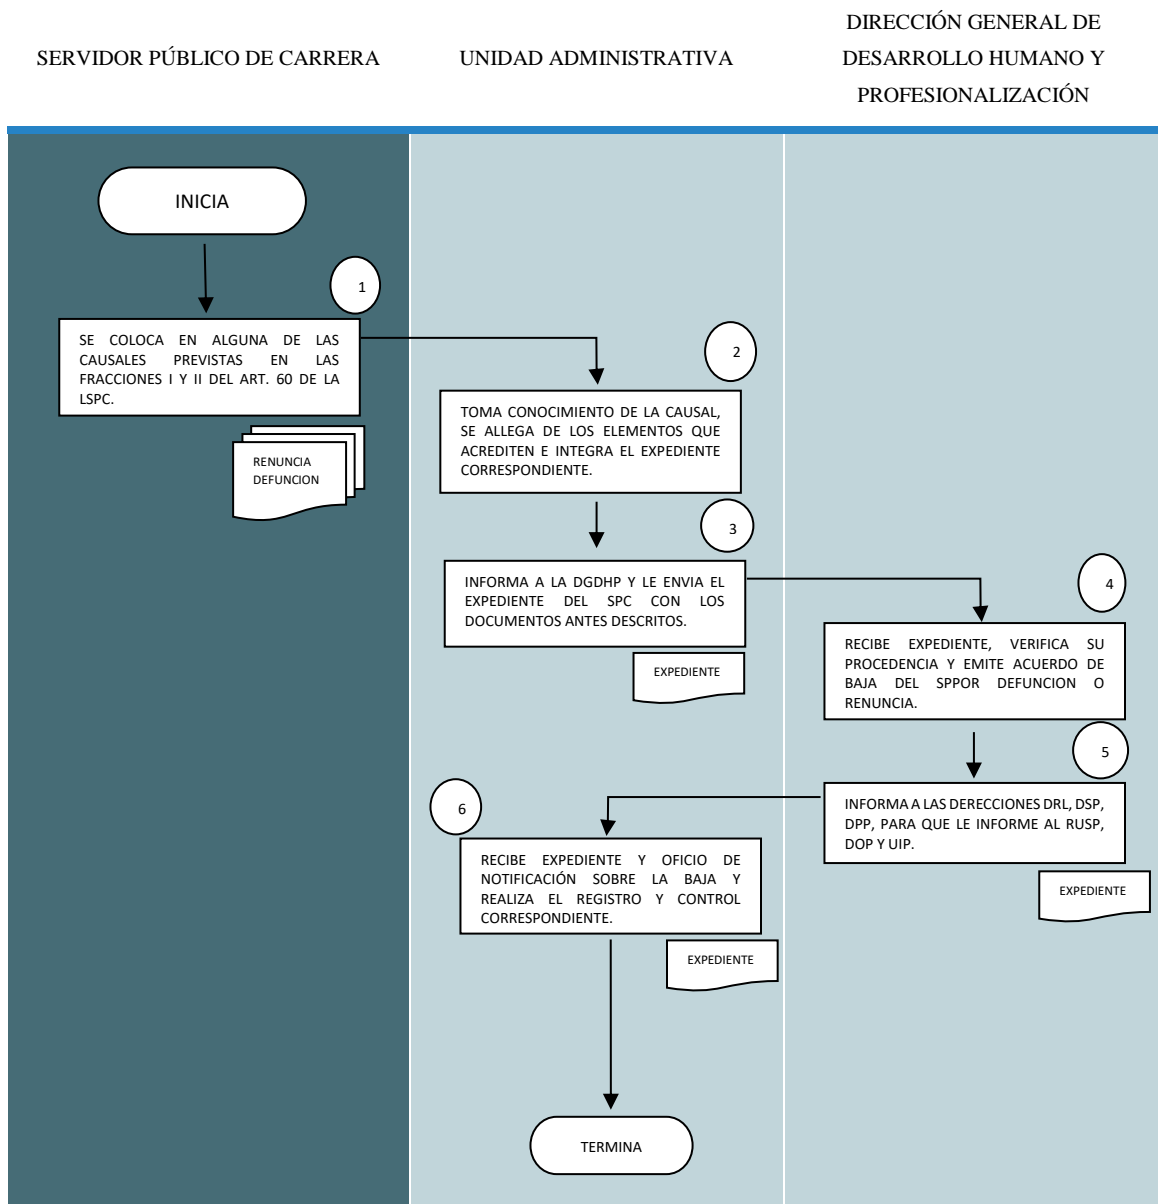 SERVIDOR PÚBLICO DE CARRERA
UNIDAD ADMINISTRATIVA
DIRECCIÓN GENERAL DE
DESARROLLO HUMANO Y
PROFESIONALIZACIÓN
INICIA
1
SE COLOCA EN ALGUNA DE LAS
CAUSALES PREVISTAS EN LAS
FRACCIONES I Y II DEL ART. 60 DE LA
LSPC.
RENUNCIA
DEFUNCION
2
TOMA CONOCIMIENTO DE LA CAUSAL,
SE ALLEGA DE LOS ELEMENTOS QUE
ACREDITEN E INTEGRA EL EXPEDIENTE
CORRESPONDIENTE.
3
INFORMA A LA DGDHP Y LE ENVIA EL
EXPEDIENTE DEL SPC CON LOS
DOCUMENTOS ANTES DESCRITOS.
EXPEDIENTE
4
RECIBE EXPEDIENTE, VERIFICA SU
PROCEDENCIA Y EMITE ACUERDO DE
BAJA DEL SPPOR DEFUNCION O
RENUNCIA.
5
INFORMA A LAS DERECCIONES DRL, DSP,
DPP, PARA QUE LE INFORME AL RUSP,
DOP Y UIP.
EXPEDIENTE
6
RECIBE EXPEDIENTE Y OFICIO DE
NOTIFICACIÓN SOBRE LA BAJA Y
REALIZA EL REGISTRO Y CONTROL
CORRESPONDIENTE.
EXPEDIENTE
TERMINA